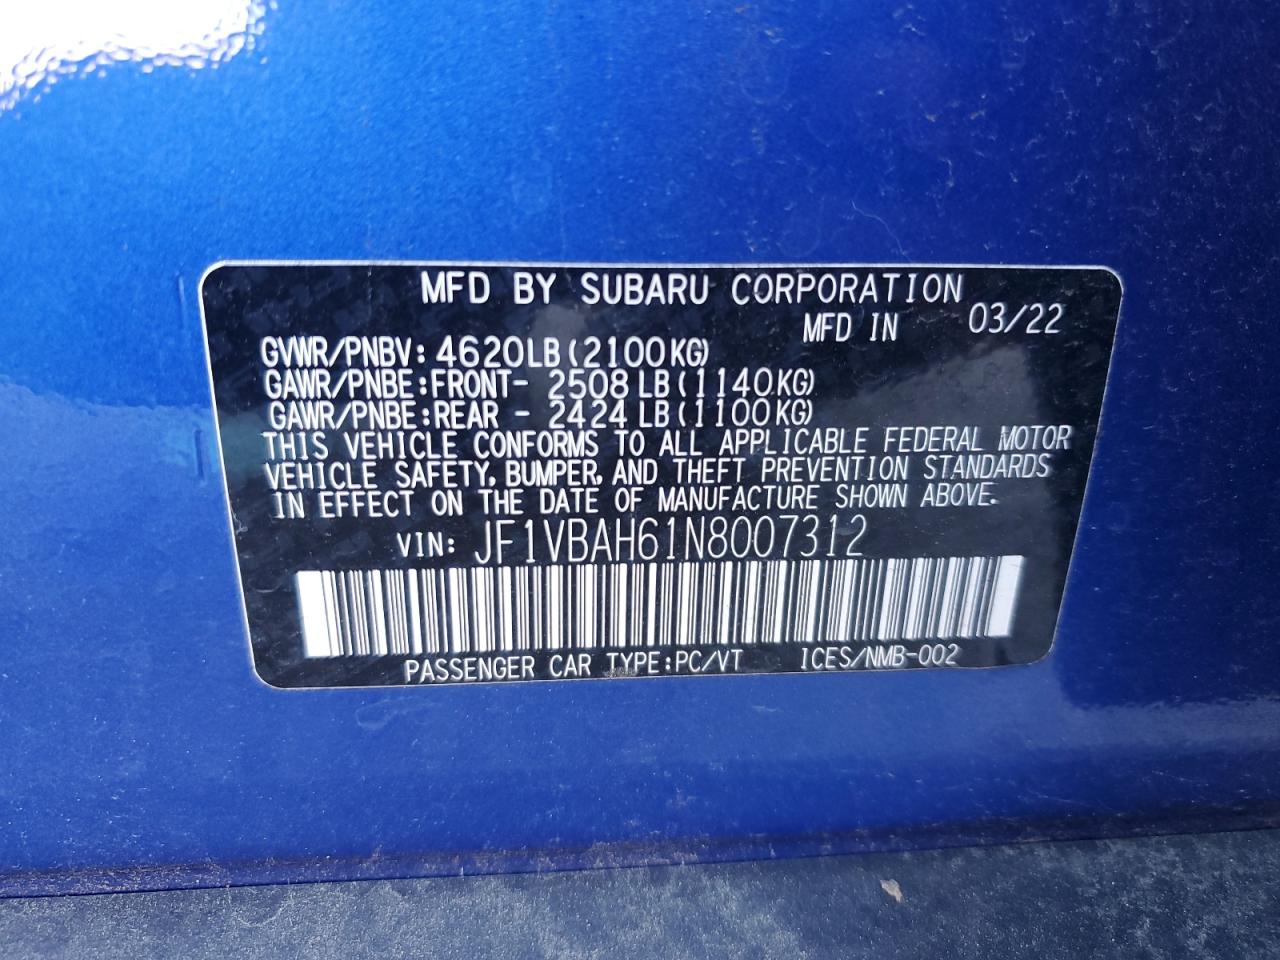 MFD BY SUBARU CORPORATION
MFD IN 03/22
GVWR/PNBV: 4620LB(2100KG)
GAWR/PNBE:FRONT- 2508 LB(1140KG)
GAWR/PNBE:REAR - 2424 LB(1100KG)
THIS VEHICLE CONFORMS TO ALL APPLICABLE FEDERAL MOTOR
VEHICLE SAFETY, BUMPER, AND THEFT PREVENTION STANDARDS
IN EFFECT ON THE DATE OF MANUFACTURE SHOWN ABOVE.
VIN: JF1VBAH61N8007312
PASSENGER CAR TYPE:PC/VT ICES/NMB-002